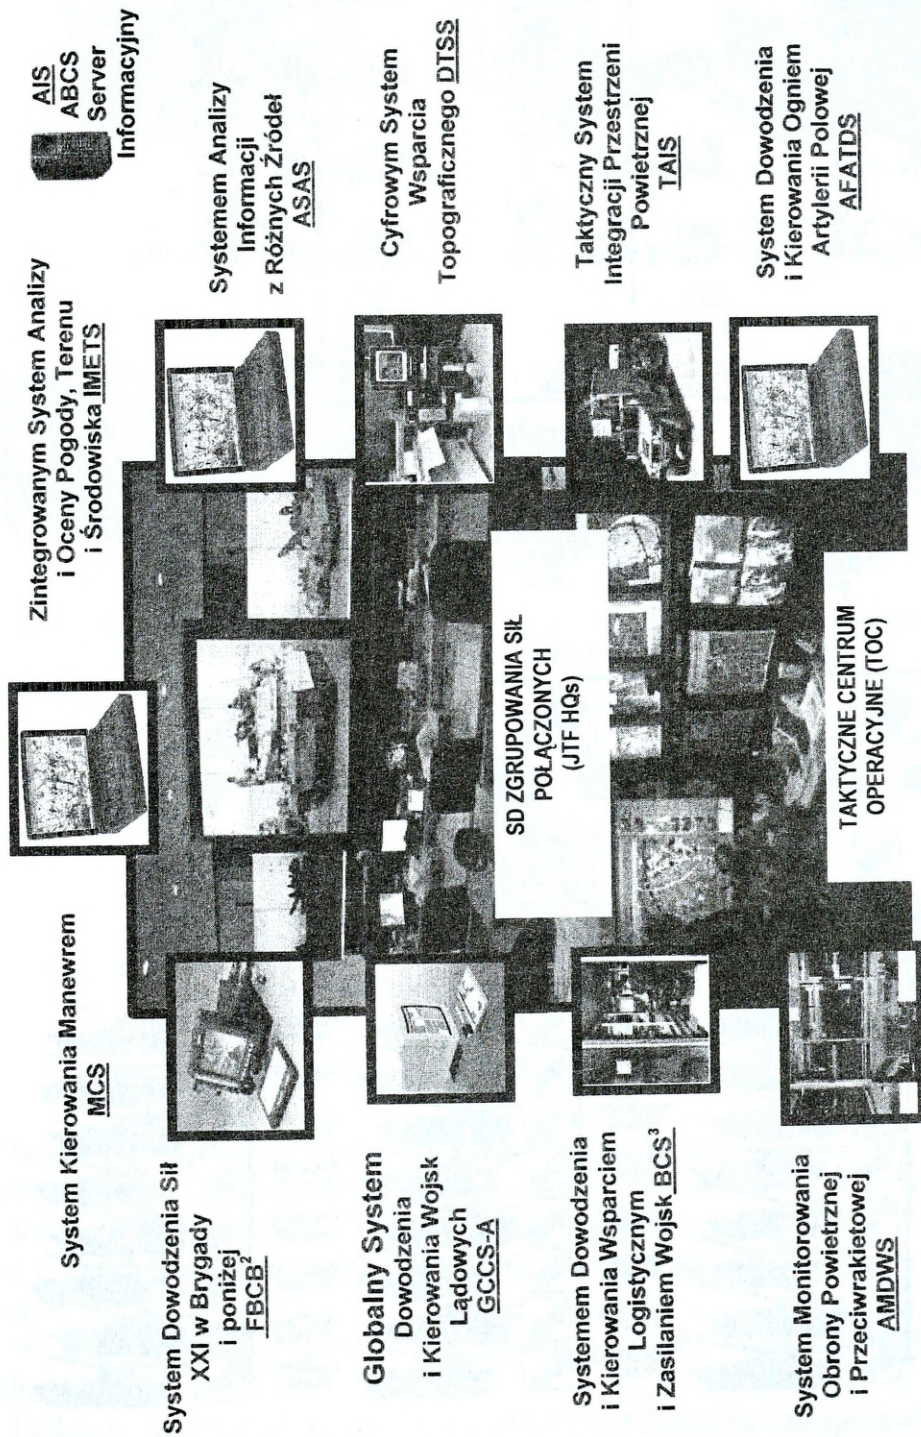 System Kierowania Manewrem
MCS
Zintegrowanym System Analizy
i Oceny Pogody, Terenu
i Środowiska IMETS
AIS
ABCS
Server
Informacyjny
System Dowodzenia Sił
XXI w Brygady
i poniżej
FBCB²
Systemem Analizy
Informacji
z Różnych Źródeł
ASAS
Globalny System
Dowodzenia
i Kierowania Wojsk
Lądowych
GCCS-A
Cyfrowym System
Wsparcia
Topograficznego DTSS
SD ZGRUPOWANIA SIŁ
POŁĄCZONYCH
(JTF HQs)
Systemem Dowodzenia
i Kierowania Wsparciem
Logistycznym
i Zasilaniem Wojsk BCS³
Taktyczny System
Integracji Przestrzeni
Powietrznej
TAIS
System Monitorowania
Obrony Powietrznej
i Przeciwrakietowej
AMDWS
TAKTYCZNE CENTRUM
OPERACYJNE (TOC)
System Dowodzenia
i Kierowania Ogniem
Artylerii Polowej
AFATDS